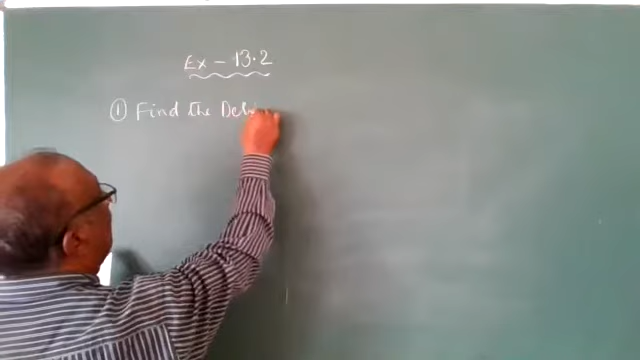 Ex - 13.2
① Find the